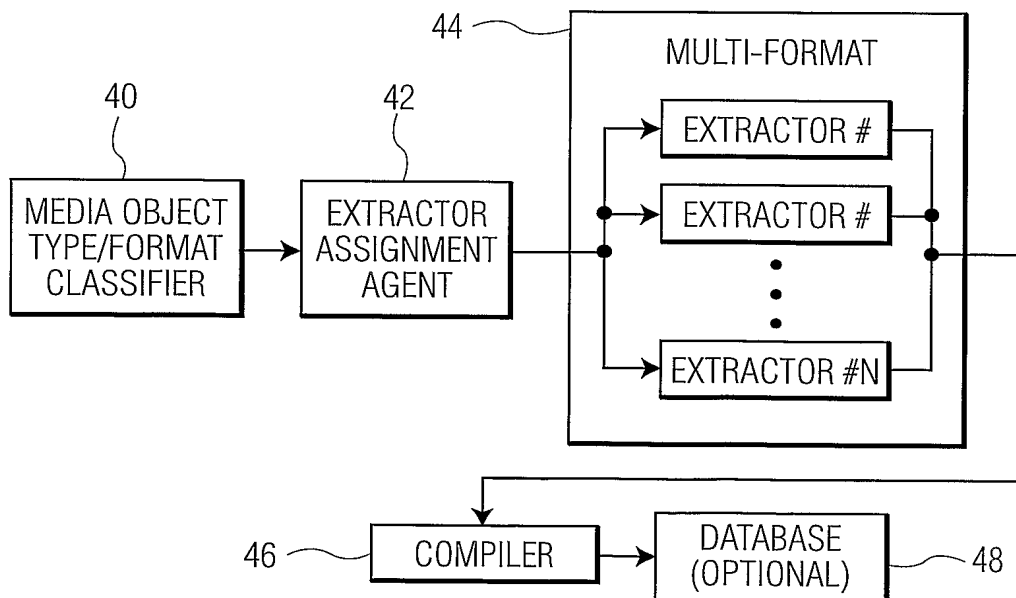 44
MULTI-FORMAT
40
42
EXTRACTOR #
MEDIA OBJECT
TYPE/FORMAT
CLASSIFIER
EXTRACTOR
ASSIGNMENT
AGENT
EXTRACTOR #
EXTRACTOR #N
46
COMPILER
DATABASE
(OPTIONAL)
48